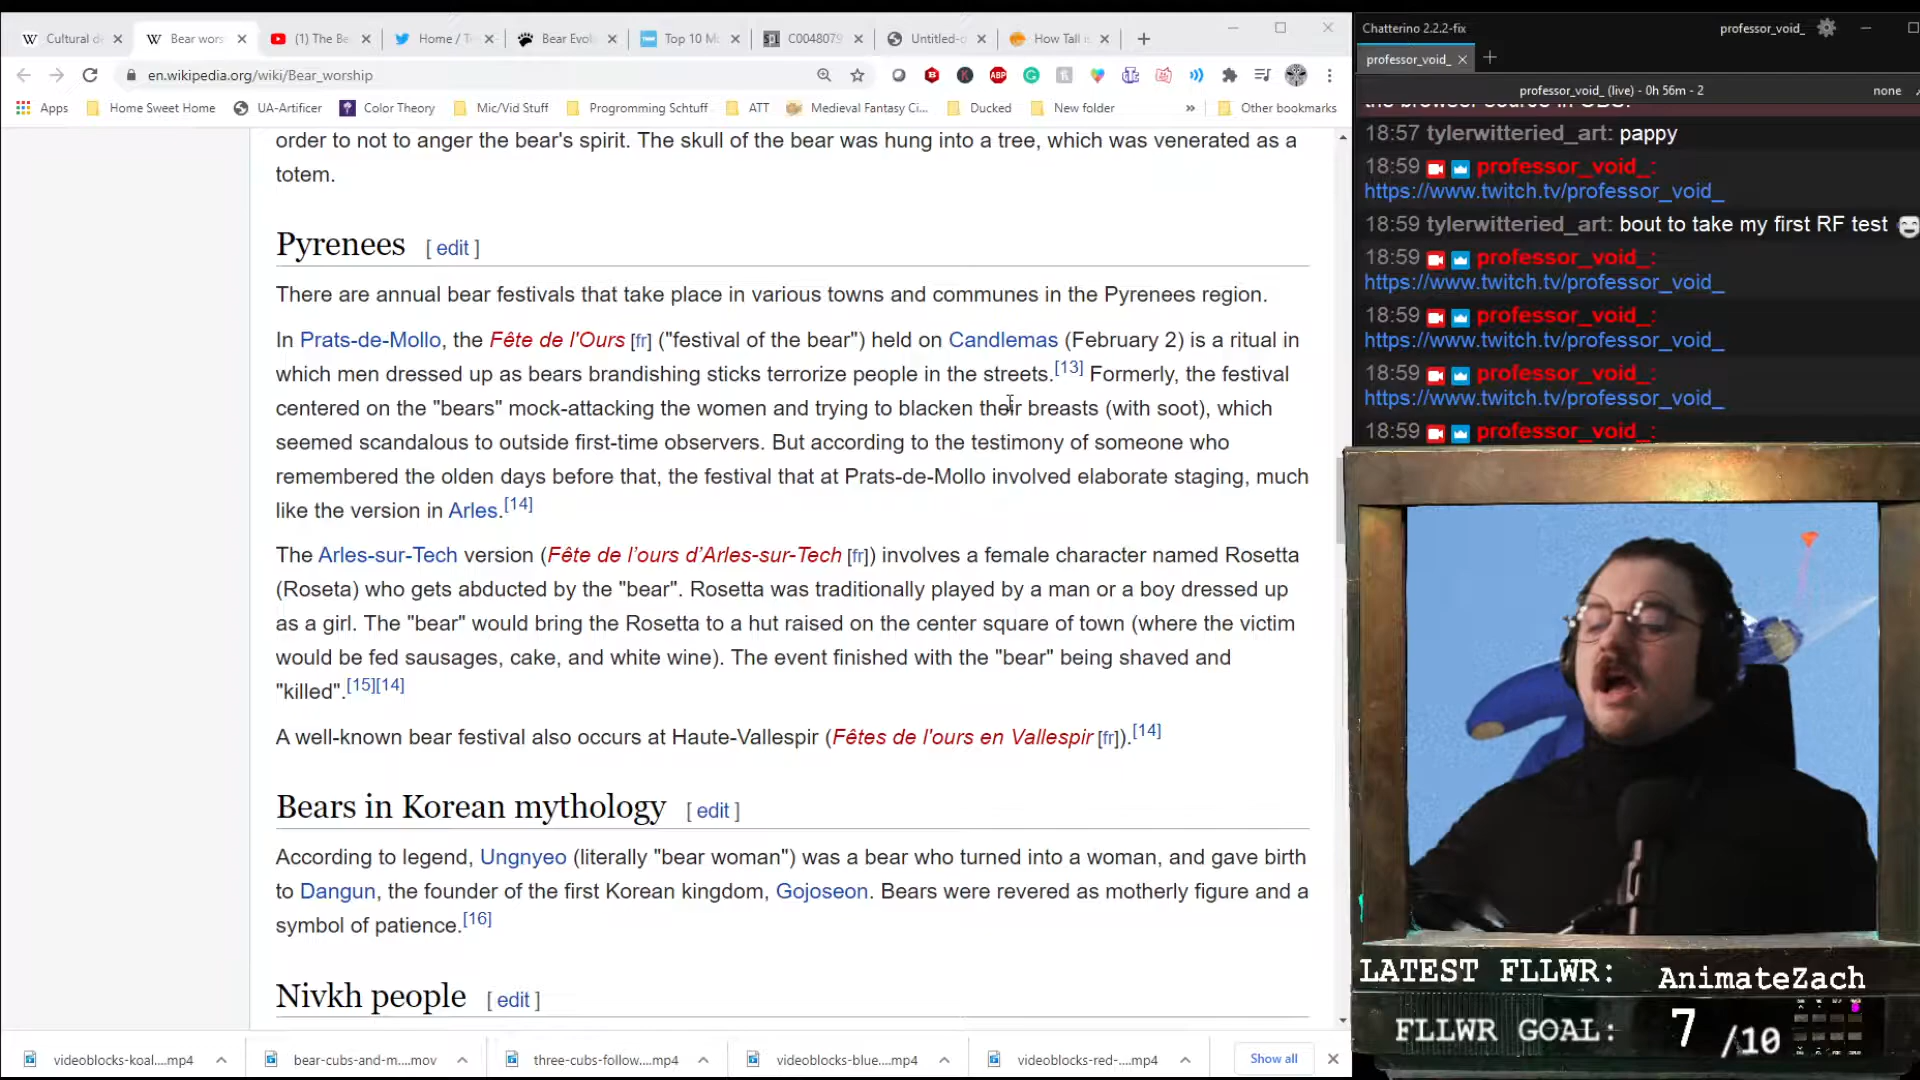 Cultural d
Bear wors
(1) The Be
Home / T
Bear Evol
Top 10 M
C0048079
Untitled-
How Tall i
en.wikipedia.org/wiki/Bear_worship
Apps
Home Sweet Home
UA-Artificer
Color Theory
Mic/Vid Stuff
Programming Schtuff
ATT
Medieval Fantasy Ci...
Ducked
New folder
»
Other bookmarks
order to not to anger the bear's spirit. The skull of the bear was hung into a tree, which was venerated as a
totem.
Pyrenees [ edit ]
There are annual bear festivals that take place in various towns and communes in the Pyrenees region.
In Prats-de-Mollo, the Fête de l'Ours [fr] ("festival of the bear") held on Candlemas (February 2) is a ritual in
which men dressed up as bears brandishing sticks terrorize people in the streets.[13] Formerly, the festival
centered on the "bears" mock-attacking the women and trying to blacken their breasts (with soot), which
seemed scandalous to outside first-time observers. But according to the testimony of someone who
remembered the olden days before that, the festival that at Prats-de-Mollo involved elaborate staging, much
like the version in Arles.[14]
The Arles-sur-Tech version (Fête de l'ours d'Arles-sur-Tech [fr]) involves a female character named Rosetta
(Roseta) who gets abducted by the "bear". Rosetta was traditionally played by a man or a boy dressed up
as a girl. The "bear" would bring the Rosetta to a hut raised on the center square of town (where the victim
would be fed sausages, cake, and white wine). The event finished with the "bear" being shaved and
"killed".[15][14]
A well-known bear festival also occurs at Haute-Vallespir (Fêtes de l'ours en Vallespir [fr]).[14]
Bears in Korean mythology [ edit ]
According to legend, Ungnyeo (literally "bear woman") was a bear who turned into a woman, and gave birth
to Dangun, the founder of the first Korean kingdom, Gojoseon. Bears were revered as motherly figure and a
symbol of patience.[16]
Nivkh people [ edit ]
videoblocks-koal....mp4
bear-cubs-and-m....mov
three-cubs-follow....mp4
videoblocks-blue....mp4
videoblocks-red-....mp4
Show all
Chatterino 2.2.2-fix
professor_void_
professor_void_
professor_void_ (live) - 0h 56m - 2
none
the browser source in OBS.
18:57 tylerwitteried_art: pappy
18:59 professor_void_:
https://www.twitch.tv/professor_void_
18:59 tylerwitteried_art: bout to take my first RF test
18:59 professor_void_:
https://www.twitch.tv/professor_void_
18:59 professor_void_:
https://www.twitch.tv/professor_void_
18:59 professor_void_:
https://www.twitch.tv/professor_void_
18:59 professor_void_:
LATEST FLLWR: AnimateZach
FLLWR GOAL: 7 /10